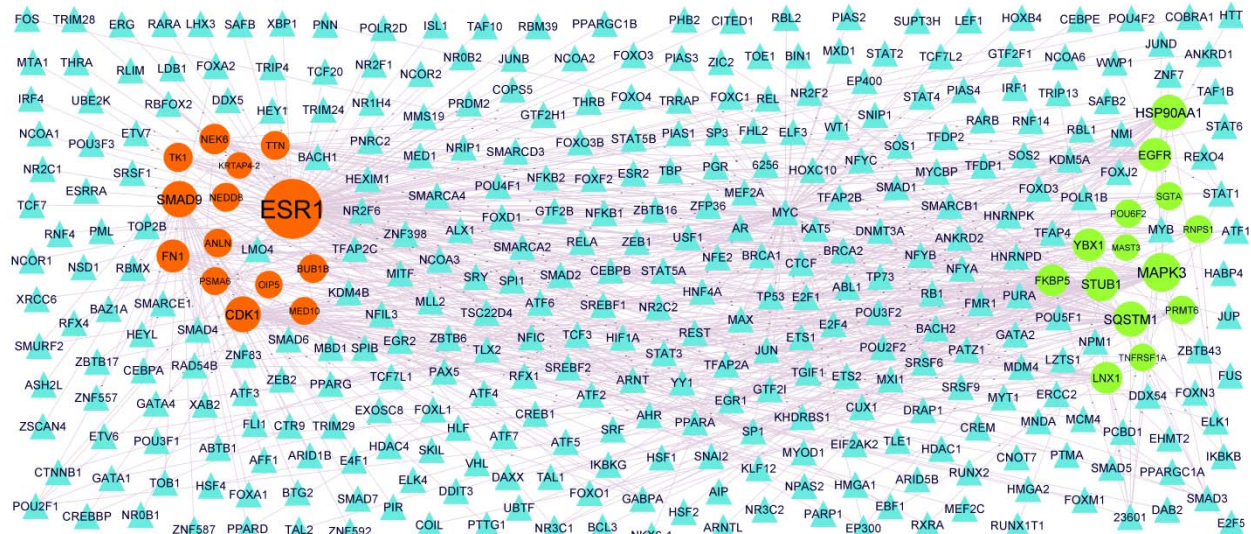 FOS
TRIM28
ERG
RARA
LHX3
SAFB
XBP1
PNN
POLR2D
ISL1
TAF10
RBM39
PPARGC1B
PHB2
CITED1
RBL2
PIAS2
SUPT3H
LEF1
HOXB4
CEBPE
POU4F2
COBRA1
HTT
MTA1
THRA
RLIM
LDB1
FOXA2
TRIP4
TCF20
NR2F1
NCOR2
NR0B2
JUNB
NCOA2
FOXO3
PIAS3
ZIC2
TOE1
BIN1
MXD1
STAT2
TCF7L2
GTF2F1
NCOA6
WWP1
JUND
ANKRD1
IRF4
UBE2K
RBFOX2
DDX5
HEY1
TRIM24
NR1H4
MMS19
PRDM2
COPS5
GTF2H1
THRB
FOXO4
TRRAP
FOXC1
REL
NR2F2
EP400
STAT4
PIAS4
IRF1
TRIP13
SAFB2
ZNF7
HSP90AA1
TAF1B
NCOA1
POU3F3
ETV7
NEK6
TTN
PNRC2
FOXO3B
STAT5B
PIAS1
SP3
FHL2
ELF3
WT1
SNIP1
TFDP2
RARB
RNF14
RBL1
NMI
STAT6
NR2C1
SRSF1
TK1
KRTAP4-2
BACH1
MED1
NRIP1
SMARCD3
NFKB2
FOXF2
ESR2
TBP
PGR
6256
HOXC10
NFYC
SOS1
MYCBP
TFDP1
SOS2
KDM5A
EGFR
FOXJ2
REXO4
TCF7
ESRRA
SMAD9
NEDD8
ESR1
HEXIM1
NR2F6
SMARCA4
POU4F1
FOXD1
GTF2B
NFKB1
ZBTB16
ZFP36
MEF2A
MYC
TFAP2B
SMAD1
SMARCB1
FOXD3
POLR1B
SGTA
STAT1
RNF4
PML
TOP2B
LMO4
TFAP2C
ZNF398
ALX1
SMARCA2
RELA
ZEB1
USF1
AR
KAT5
DNMT3A
HNRNPK
ANKRD2
TFAP4
POU6F2
MYB
RNPS1
ATF1
NCOR1
NSD1
RBMX
FN1
ANLN
BUB1B
MITF
NCOA3
SRY
SPI1
SMAD2
CEBPB
STAT5A
NFE2
BRCA1
CTCF
BRCA2
TP73
NFYB
NFYA
HNRNPD
YBX1
MAST3
MAPK3
HABP4
XRCC6
BAZ1A
SMARCE1
PSMA6
OIP5
KDM4B
MLL2
TSC22D4
ATF6
SREBF1
NR2C2
HNF4A
TP53
E2F1
ABL1
RB1
FMR1
PURA
FKBP5
STUB1
RFX4
HEYL
SMAD4
CDK1
MED10
NFIL3
TCF3
HIF1A
REST
MAX
E2F4
ETS1
POU3F2
BACH2
GATA2
POU5F1
SQSTM1
PRMT6
JUP
SMURF2
ZBTB17
CEBPA
RAD54B
ZNF83
SMAD6
MBD1
SPIB
EGR2
ZBTB6
TLX2
NFIC
STAT3
TFAP2A
JUN
POU2F2
SRSF6
PATZ1
NPM1
TNFRSF1A
ZBTB43
ASH2L
ZNF557
GATA4
XAB2
ATF3
ZEB2
PPARG
TCF7L1
PAX5
RFX1
SREBF2
ARNT
YY1
TGIF1
ETS2
MXI1
MDM4
LZTS1
LNX1
FUS
ZSCAN4
ETV6
POU3F1
FLI1
CTR9
TRIM29
EXOSC8
FOXL1
ATF4
CREB1
ATF2
EGR1
GTF2I
SRSF9
MYT1
ERCC2
DDX54
FOXN3
CTNNB1
GATA1
TOB1
ABTB1
AFF1
ARID1B
E4F1
HDAC4
SKIL
HLF
ATF7
ATF5
SRF
AHR
PPARA
KHDRBS1
SP1
CUX1
DRAP1
CREM
MNDA
MCM4
PCBD1
EHMT2
ELK1
POU2F1
CREBBP
NR0B1
HSF4
FOXA1
BTG2
SMAD7
ELK4
VHL
DDIT3
DAXX
TAL1
IKBKG
FOXO1
HSF1
SNAI2
KLF12
MYOD1
EIF2AK2
TLE1
HDAC1
RUNX2
CNOT7
PTMA
SMAD5
PPARGC1A
IKBKB
ZNF587
PPARD
TAL2
ZNF592
PIR
COIL
PTTG1
UBTF
NR3C1
BCL3
GABPA
HSF2
AIP
ARNTL
NR3C2
NPAS2
PARP1
EP300
HMGA1
EBF1
ARID5B
RXRA
MEF2C
RUNX1T1
HMGA2
FOXM1
23601
DAB2
SMAD3
E2F5